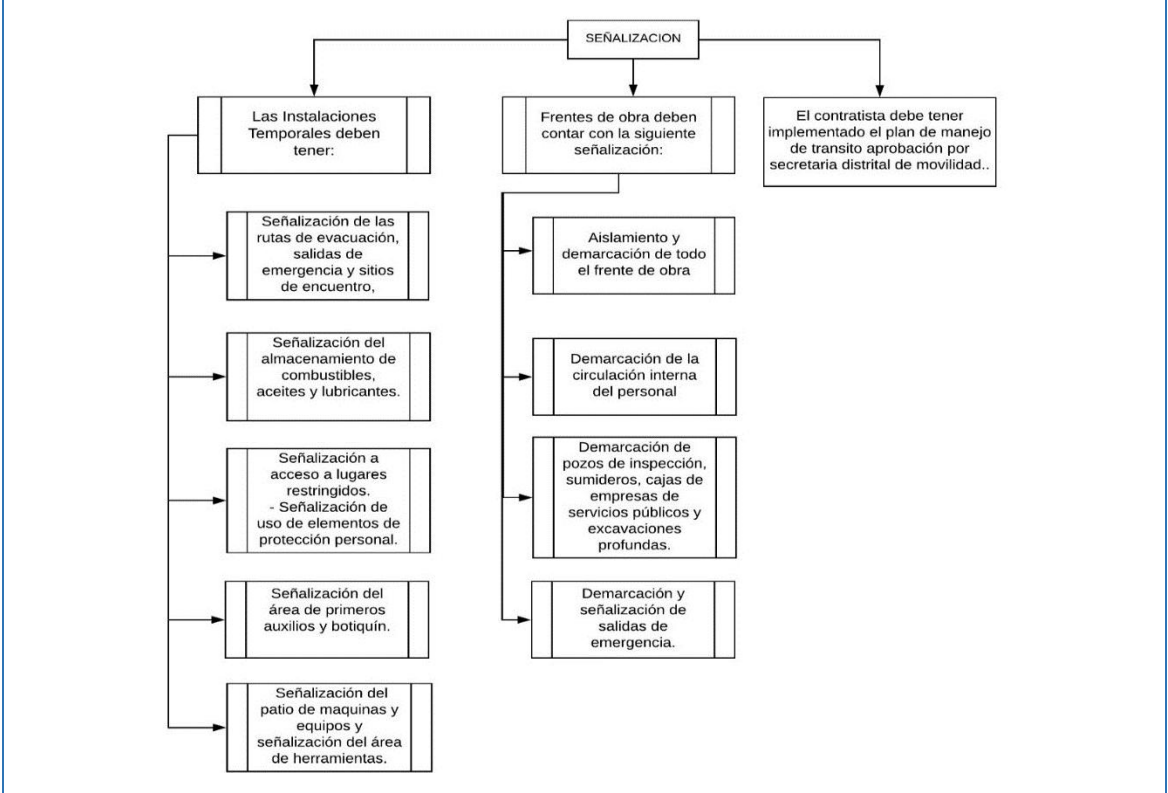 SEÑALIZACION
Las Instalaciones
Temporales deben
tener:
Señalización de las
rutas de evacuación,
salidas de
emergencia y sitios
de encuentro,
Señalización del
almacenamiento de
combustibles,
aceites y lubricantes.
Señalización a
acceso a lugares
restringidos.
- Señalización de
uso de elementos de
protección personal.
Señalización del
área de primeros
auxilios y botiquín.
Señalización del
patio de maquinas y
equipos y
señalización del área
de herramientas.
Frentes de obra deben
contar con la siguiente
señalización:
Aislamiento y
demarcación de todo
el frente de obra
Demarcación de la
circulación interna
del personal
Demarcación de
pozos de inspección,
sumideros, cajas de
empresas de
servicios públicos y
excavaciones
profundas.
Demarcación y
señalización de
salidas de
emergencia.
El contratista debe tener
implementado el plan de manejo
de transito aprobación por
secretaria distrital de movilidad..